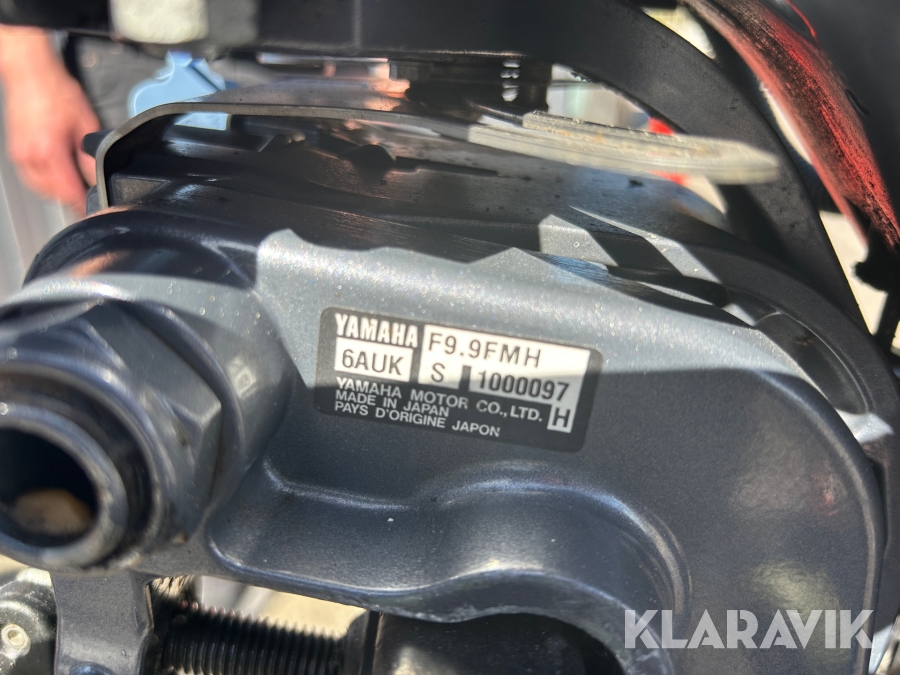 YAMAHA F9.9FMH
6AUK S 1000097
YAMAHA MOTOR CO.,LTD. H
MADE IN JAPAN
PAYS D'ORIGINE JAPON
KLARAVIK